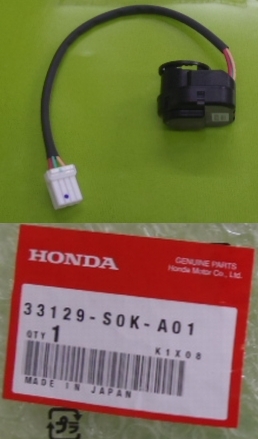 HONDA
GENUINE PARTS
Honda Motor Co., Ltd.
33129-S0K-A01
QTY 1
K1X08
MADE IN JAPAN